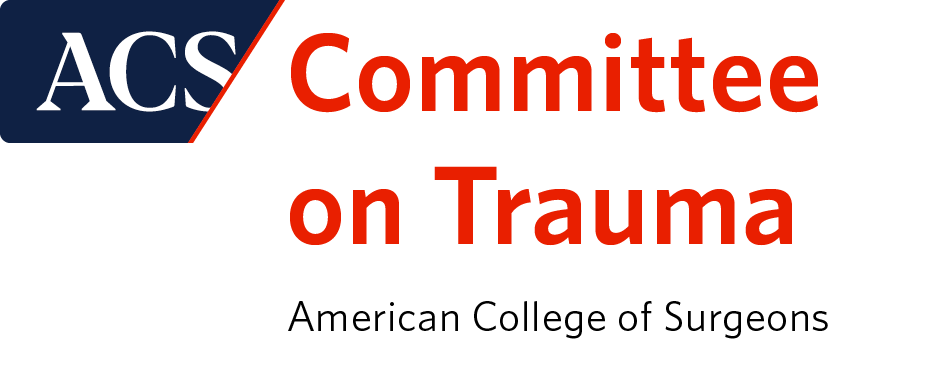 ACS
Committee
on Trauma
American College of Surgeons